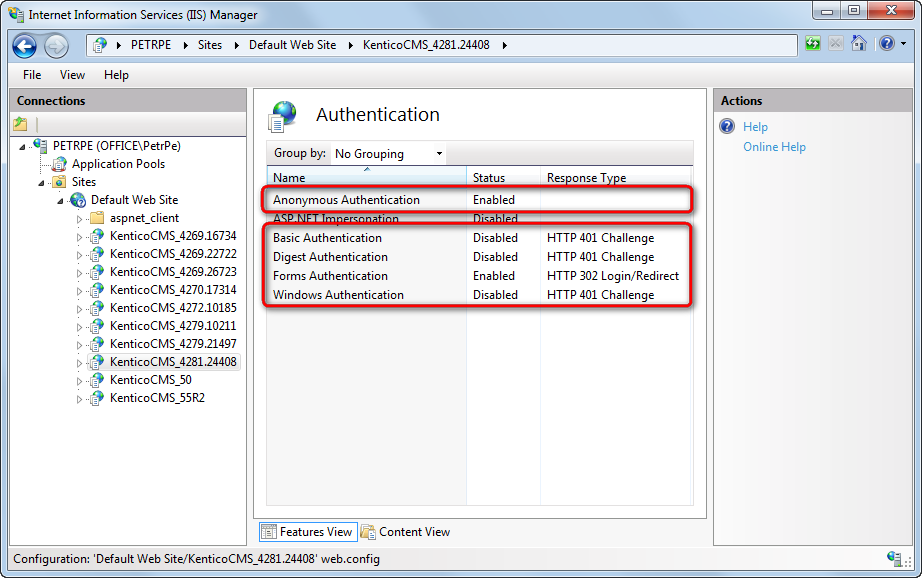 Internet Information Services (IIS) Manager
PETRPE
Sites
Default Web Site
KenticoCMS_4281.24408
File View Help
Connections
PETRPE (OFFICE\PetrPe)
Application Pools
Sites
Default Web Site
aspnet_client
KenticoCMS_4269.16734
KenticoCMS_4269.22722
KenticoCMS_4269.26723
KenticoCMS_4270.17314
KenticoCMS_4272.10185
KenticoCMS_4279.10211
KenticoCMS_4279.21497
KenticoCMS_4281.24408
KenticoCMS_50
KenticoCMS_55R2
Authentication
Group by: No Grouping
Name Status Response Type
Anonymous Authentication Enabled
ASP.NET Impersonation Disabled
Basic Authentication Disabled HTTP 401 Challenge
Digest Authentication Disabled HTTP 401 Challenge
Forms Authentication Enabled HTTP 302 Login/Redirect
Windows Authentication Disabled HTTP 401 Challenge
Features View Content View
Actions
Help
Online Help
Configuration: 'Default Web Site/KenticoCMS_4281.24408' web.config